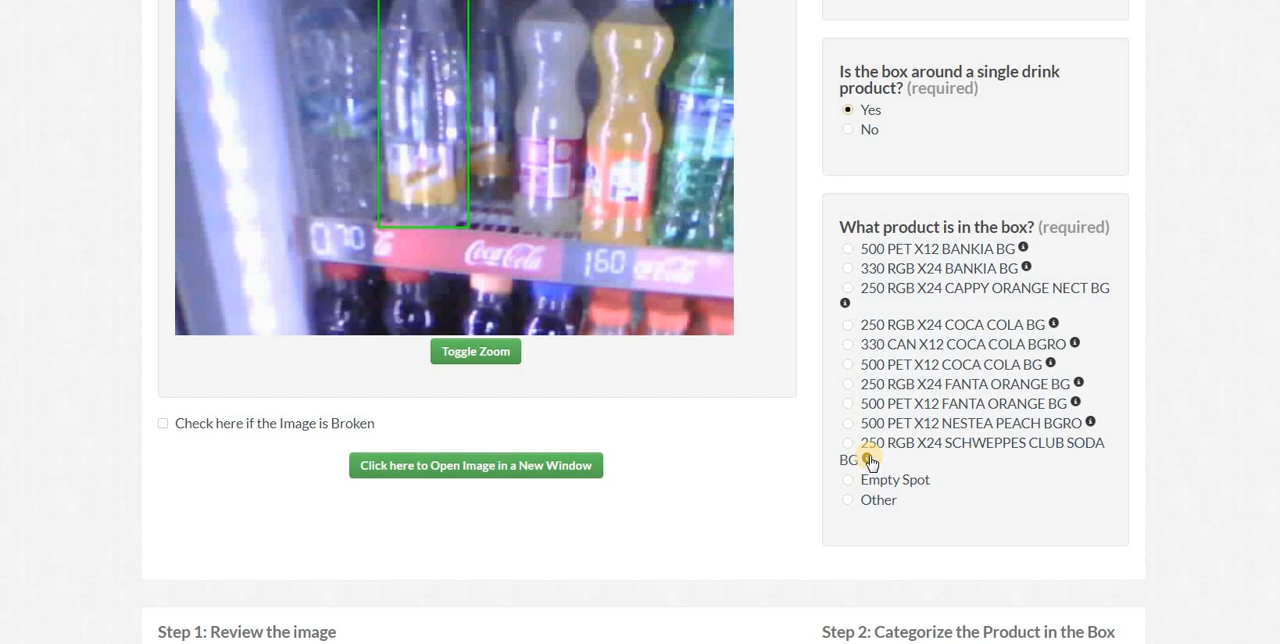 Is the box around a single drink
product? (required)
Yes
No
What product is in the box? (required)
500 PET X12 BANKIA BG
330 RGB X24 BANKIA BG
250 RGB X24 CAPPY ORANGE NECT BG
250 RGB X24 COCA COLA BG
330 CAN X12 COCA COLA BGRO
500 PET X12 COCA COLA BG
250 RGB X24 FANTA ORANGE BG
500 PET X12 FANTA ORANGE BG
500 PET X12 NESTEA PEACH BGRO
250 RGB X24 SCHWEPPES CLUB SODA
BG
Empty Spot
Other
0.70
Coca-Cola
160
Toggle Zoom
Check here if the Image is Broken
Click here to Open Image in a New Window
Step 1: Review the image
Step 2: Categorize the Product in the Box